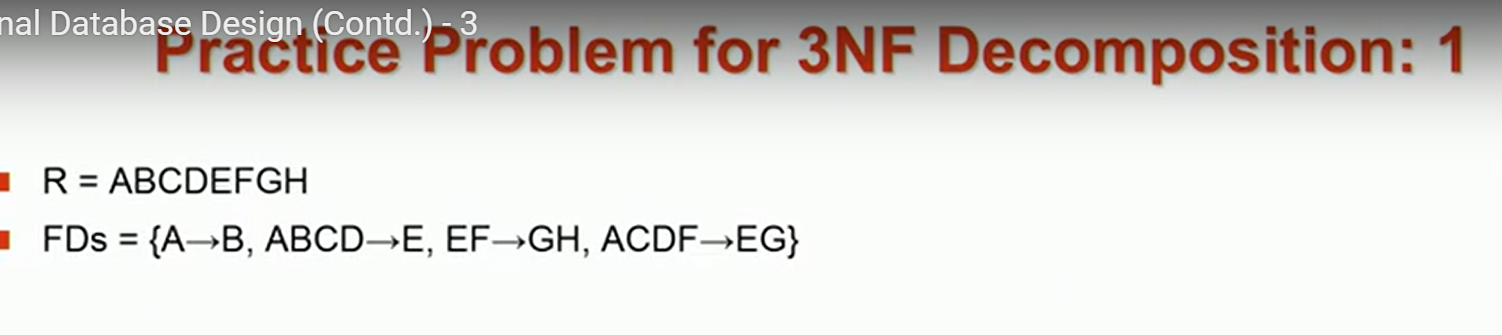 nal Database Design (Contd.) - 3
Practice Problem for 3NF Decomposition: 1
R = ABCDEFGH
FDs = {A→B, ABCD→E, EF→GH, ACDF→EG}